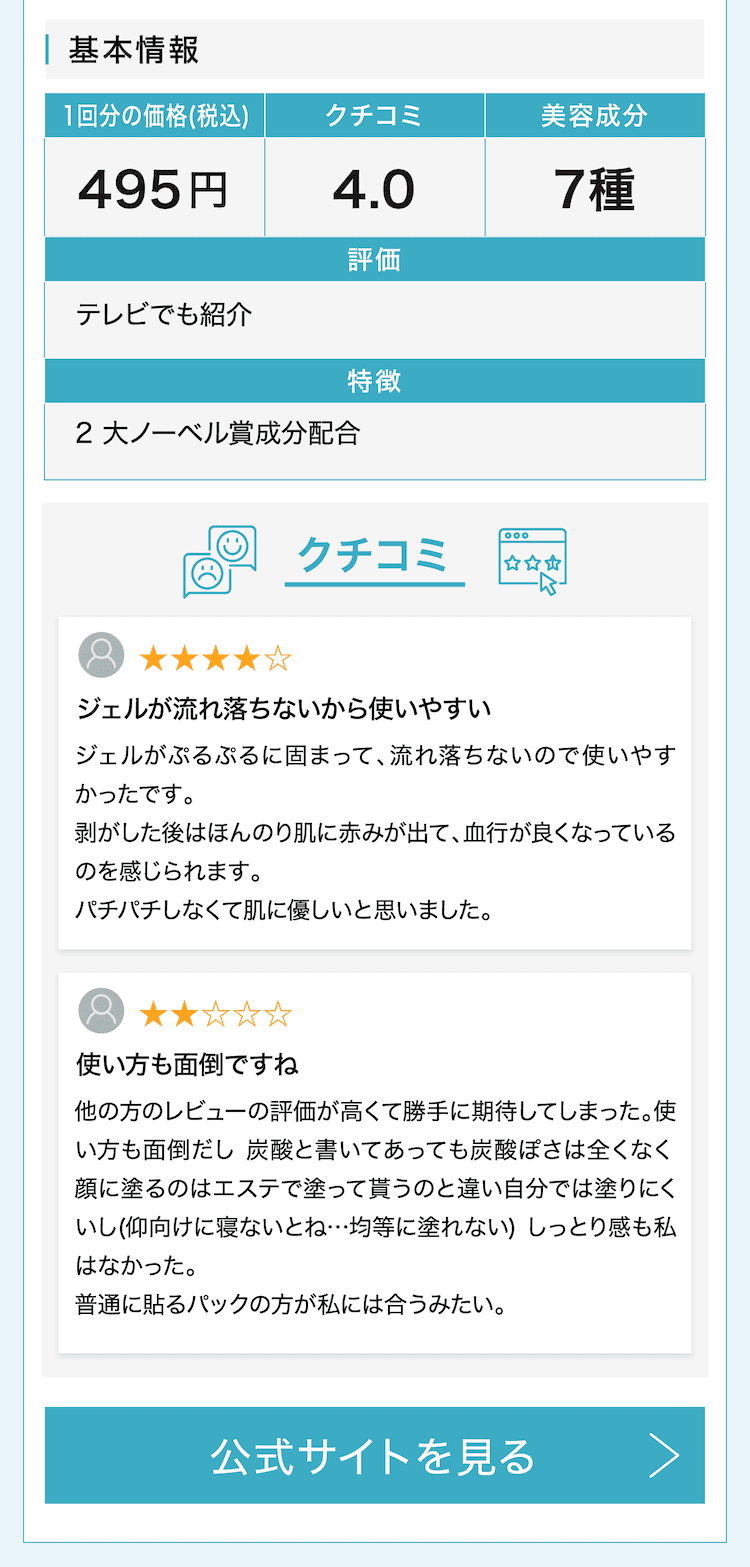 基本情報
1回分の価格(税込)
クチコミ
美容成分
495円
4.0
7種
評価
テレビでも紹介
特徴
2 大ノーベル賞成分配合
クチコミ
★★★★☆
ジェルが流れ落ちないから使いやすい
ジェルがぷるぷるに固まって、流れ落ちないので使いやす
かったです。
剥がした後はほんのり肌に赤みが出て、血行が良くなっている
のを感じられます。
パチパチしなくて肌に優しいと思いました。
★★☆☆☆
使い方も面倒ですね
他の方のレビューの評価が高くて勝手に期待してしまった。使
い方も面倒だし 炭酸と書いてあっても炭酸ぽさは全くなく
顔に塗るのはエステで塗って貰うのと違い自分では塗りにく
いし(仰向けに寝ないとね…均等に塗れない) しっとり感も私
はなかった。
普通に貼るパックの方が私には合うみたい。
公式サイトを見る